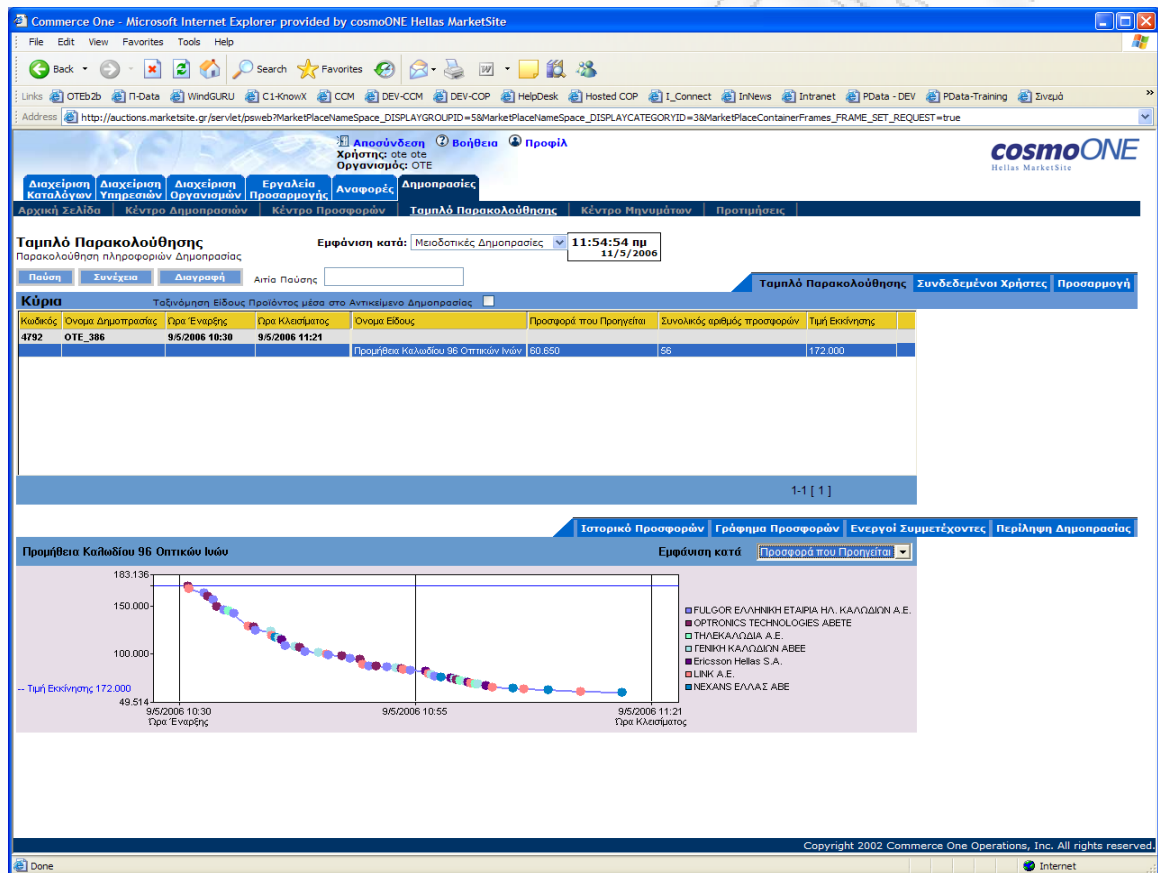 Commerce One - Microsoft Internet Explorer provided by cosmoONE Hellas MarketSite
File Edit View Favorites Tools Help
Back Search Favorites
Links OTEb2b Π-Data WindGURU C1-KnowX CCM DEV-CCM DEV-COP HelpDesk Hosted COP I_Connect InNews Intranet PData - DEV PData-Training Σινεμά »
Address http://auctions.marketsite.gr/servlet/psweb?MarketPlaceNameSpace_DISPLAYGROUPID=5&MarketPlaceNameSpace_DISPLAYCATEGORYID=3&MarketPlaceContainerFrames_FRAME_SET_REQUEST=true
Αποσύνδεση Βοήθεια Προφίλ
Χρήστης: ote ote
Οργανισμός: OTE
cosmoONE
Hellas MarketSite
Διαχείριση Καταλόγων Διαχείριση Υπηρεσιών Διαχείριση Οργανισμών Εργαλεία Προσαρμογής Αναφορές Δημοπρασίες
Αρχική Σελίδα | Κέντρο Δημοπρασιών | Κέντρο Προσφορών | Ταμπλό Παρακολούθησης | Κέντρο Μηνυμάτων | Προτιμήσεις |
Ταμπλό Παρακολούθησης
Παρακολούθηση πληροφοριών Δημοπρασίας
Εμφάνιση κατά: Μειοδοτικές Δημοπρασίες
11:54:54 πμ
11/5/2006
Παύση Συνέχεια Διαγραφή Αιτία Παύσης
Ταμπλό Παρακολούθησης Συνδεδεμένοι Χρήστες Προσαρμογή
Κύρια Ταξινόμηση Είδους Προϊόντος μέσα στο Αντικείμενο Δημοπρασίας
Κωδικός Όνομα Δημοπρασίας Ώρα Έναρξης Ώρα Κλεισίματος Όνομα Είδους Προσφορά που Προηγείται Συνολικός αριθμός προσφορών Τιμή Εκκίνησης
4792 OTE_386 9/5/2006 10:30 9/5/2006 11:21
Προμήθεια Καλωδίου 96 Οπτικών Ινών 60.650 56 172.000
1-1 [ 1 ]
Ιστορικό Προσφορών Γράφημα Προσφορών Ενεργοί Συμμετέχοντες Περίληψη Δημοπρασίας
Προμήθεια Καλωδίου 96 Οπτικών Ινών Εμφάνιση κατά Προσφορά που Προηγείται
183.136
150.000
100.000
-- Τιμή Εκκίνησης 172.000
49.514
9/5/2006 10:30
Ώρα Έναρξης
9/5/2006 10:55
9/5/2006 11:21
Ώρα Κλεισίματος
FULGOR ΕΛΛΗΝΙΚΗ ΕΤΑΙΡΙΑ ΗΛ. ΚΑΛΩΔΙΩΝ Α.Ε.
OPTRONICS TECHNOLOGIES ABETE
ΤΗΛΕΚΑΛΩΔΙΑ Α.Ε.
ΓΕΝΙΚΗ ΚΑΛΩΔΙΩΝ ΑΒΕΕ
Ericsson Hellas S.A.
LINK A.E.
NEXANS ΕΛΛΑΣ ΑΒΕ
Copyright 2002 Commerce One Operations, Inc. All rights reserved.
Done Internet